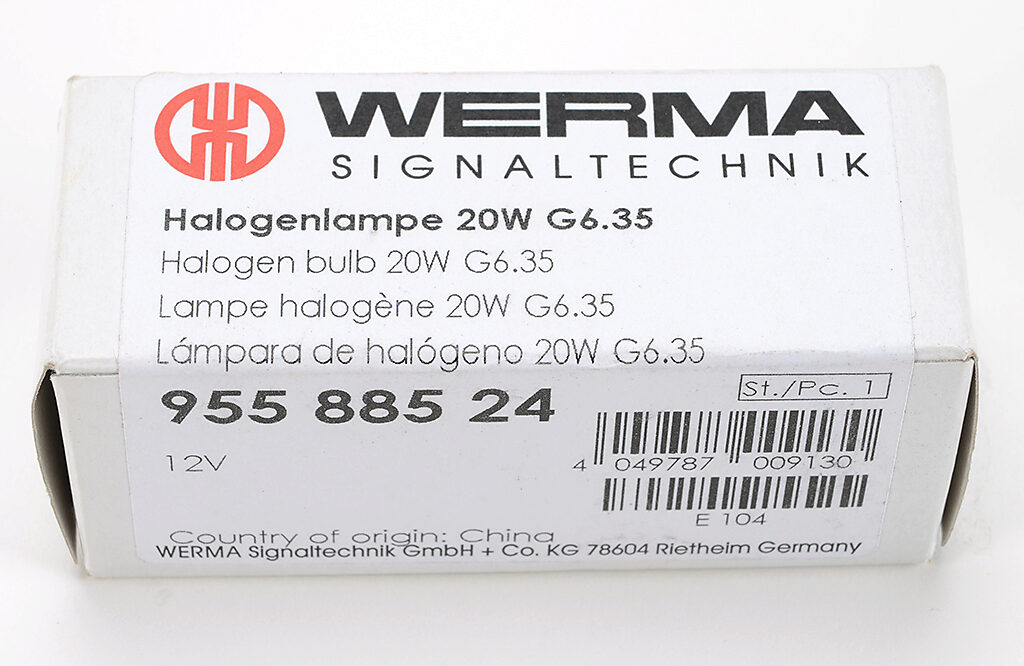 WERMA
SIGNALTECHNIK
Halogenlampe 20W G6.35
Halogen bulb 20W G6.35
Lampe halogène 20W G6.35
Lámpara de halógeno 20W G6.35
955 885 24
St./Pc. 1
12V
4 049787 009130
E 104
Country of origin: China
WERMA Signaltechnik GmbH + Co. KG 78604 Rietheim Germany